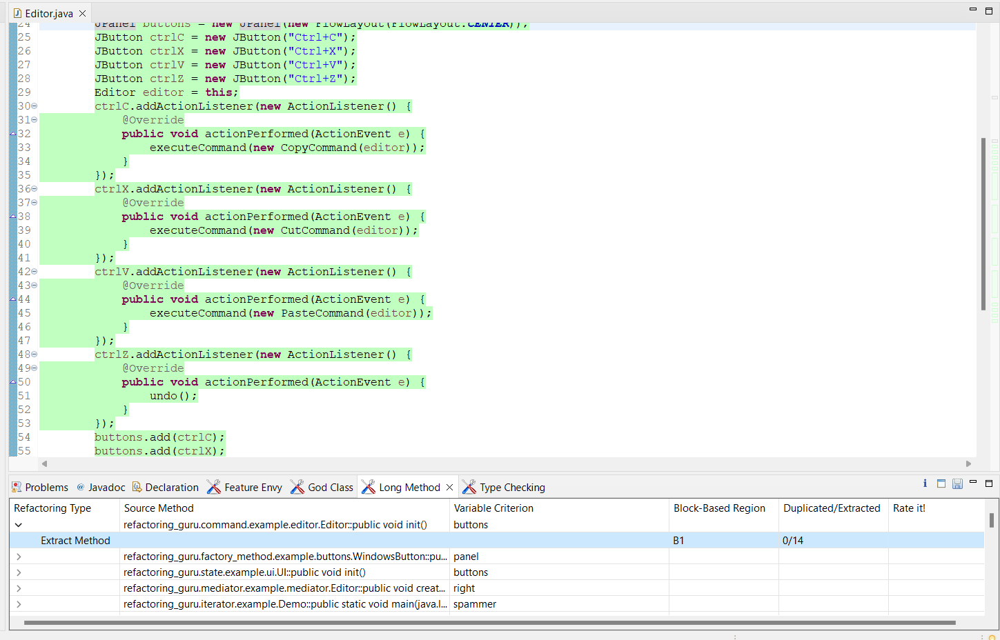 Editor.java
24 JPanel buttons = new JPanel(new FlowLayout(FlowLayout.CENTER));
25 JButton ctrlC = new JButton("Ctrl+C");
26 JButton ctrlX = new JButton("Ctrl+X");
27 JButton ctrlV = new JButton("Ctrl+V");
28 JButton ctrlZ = new JButton("Ctrl+Z");
29 Editor editor = this;
30 ctrlC.addActionListener(new ActionListener() {
31 @Override
32 public void actionPerformed(ActionEvent e) {
33 executeCommand(new CopyCommand(editor));
34 }
35 });
36 ctrlX.addActionListener(new ActionListener() {
37 @Override
38 public void actionPerformed(ActionEvent e) {
39 executeCommand(new CutCommand(editor));
40 }
41 });
42 ctrlV.addActionListener(new ActionListener() {
43 @Override
44 public void actionPerformed(ActionEvent e) {
45 executeCommand(new PasteCommand(editor));
46 }
47 });
48 ctrlZ.addActionListener(new ActionListener() {
49 @Override
50 public void actionPerformed(ActionEvent e) {
51 undo();
52 }
53 });
54 buttons.add(ctrlC);
55 buttons.add(ctrlX);
Problems @ Javadoc Declaration Feature Envy God Class Long Method Type Checking
Refactoring Type Source Method Variable Criterion Block-Based Region Duplicated/Extracted Rate it!
refactoring_guru.command.example.editor.Editor::public void init() buttons
Extract Method B1 0/14
refactoring_guru.factory_method.example.buttons.WindowsButton::pu... panel
refactoring_guru.state.example.ui.UI::public void init() buttons
refactoring_guru.mediator.example.mediator.Editor::public void creat... right
refactoring_guru.iterator.example.Demo::public static void main(java.l... spammer